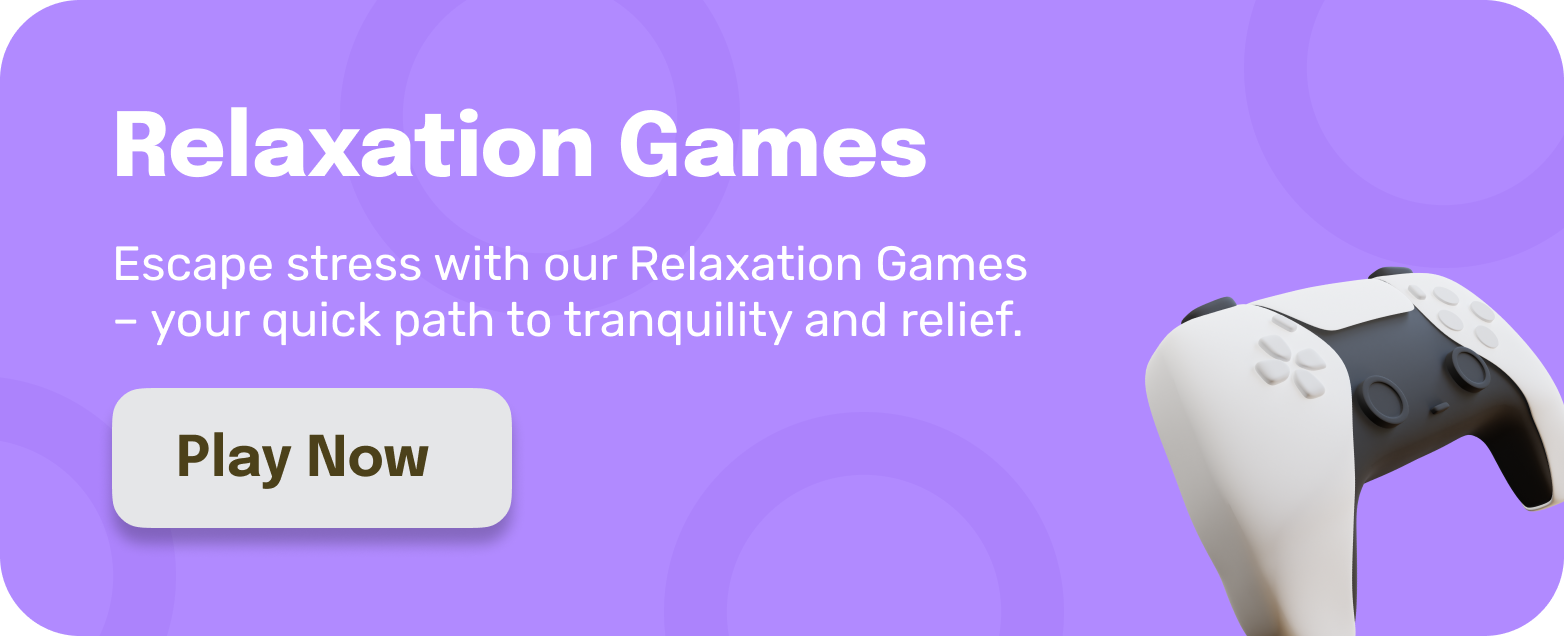 Relaxation Games
Escape stress with our Relaxation Games
– your quick path to tranquility and relief.
Play Now